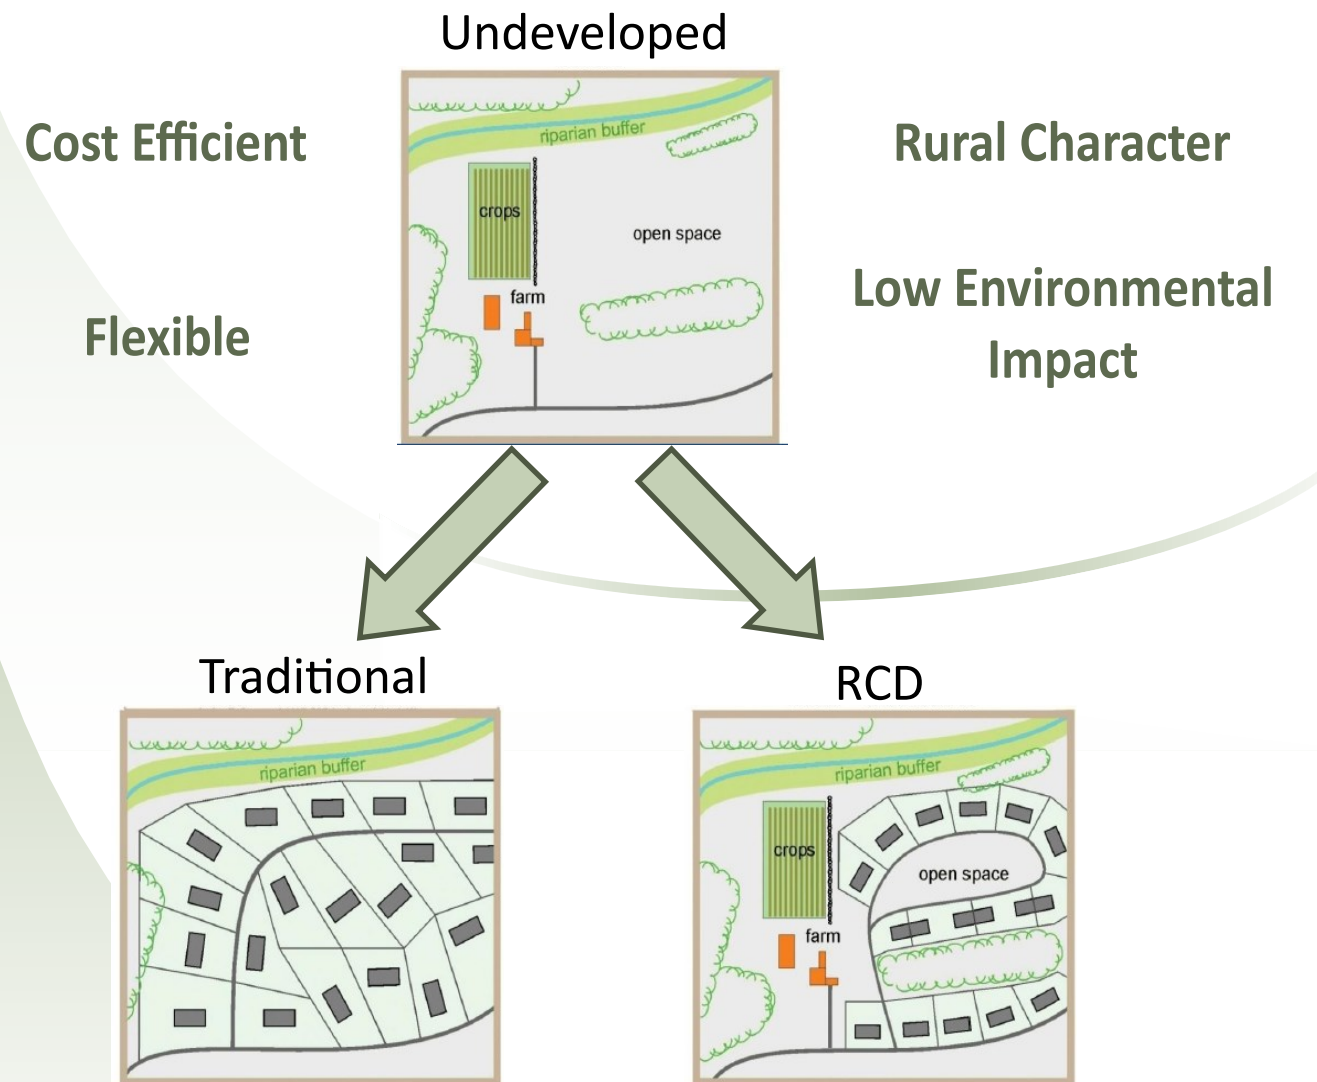 Undeveloped
Cost Efficient
Rural Character
riparian buffer
crops
open space
farm
Flexible
Low Environmental
Impact
Traditional
RCD
riparian buffer
riparian buffer
crops
open space
farm